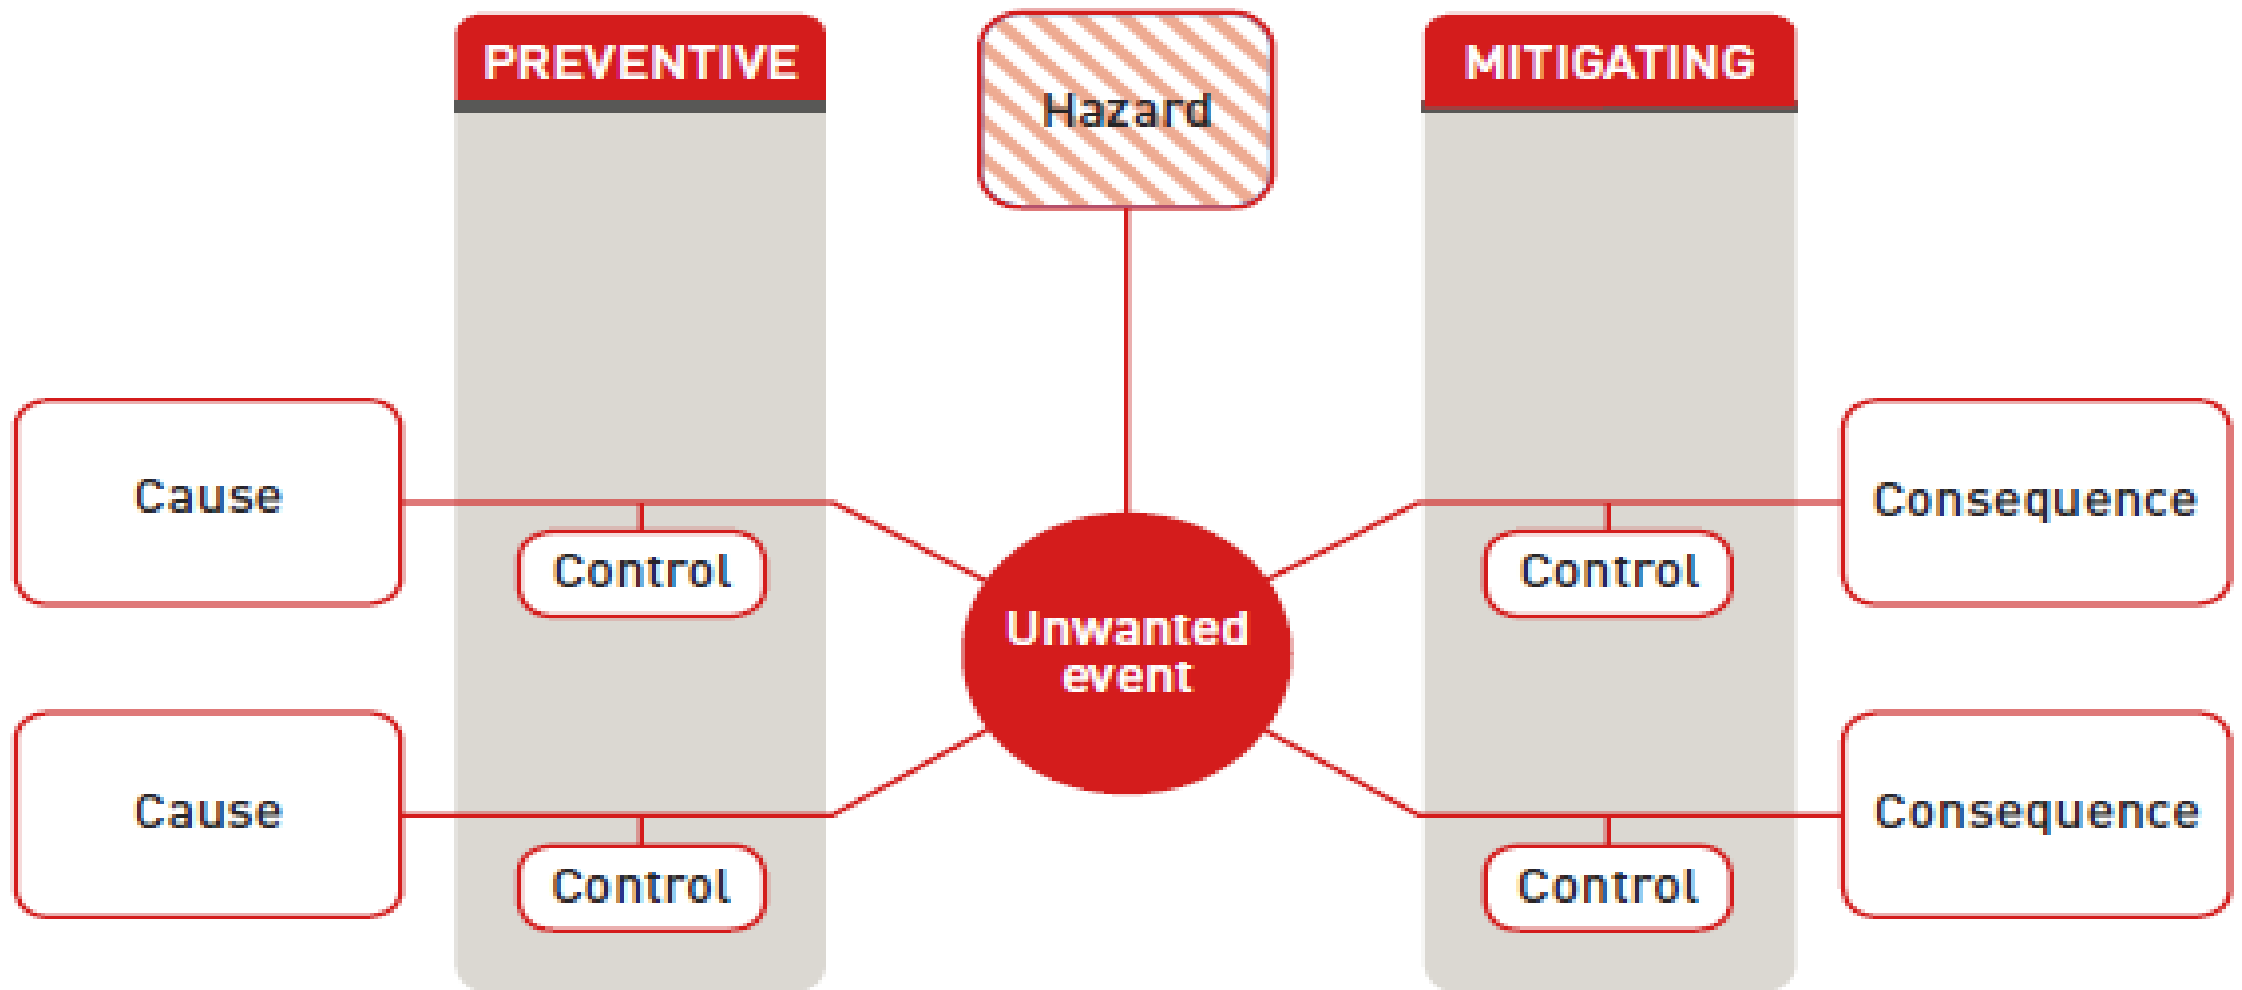 PREVENTIVE
Hazard
MITIGATING
Cause
Control
Unwanted
event
Control
Consequence
Cause
Control
Control
Consequence